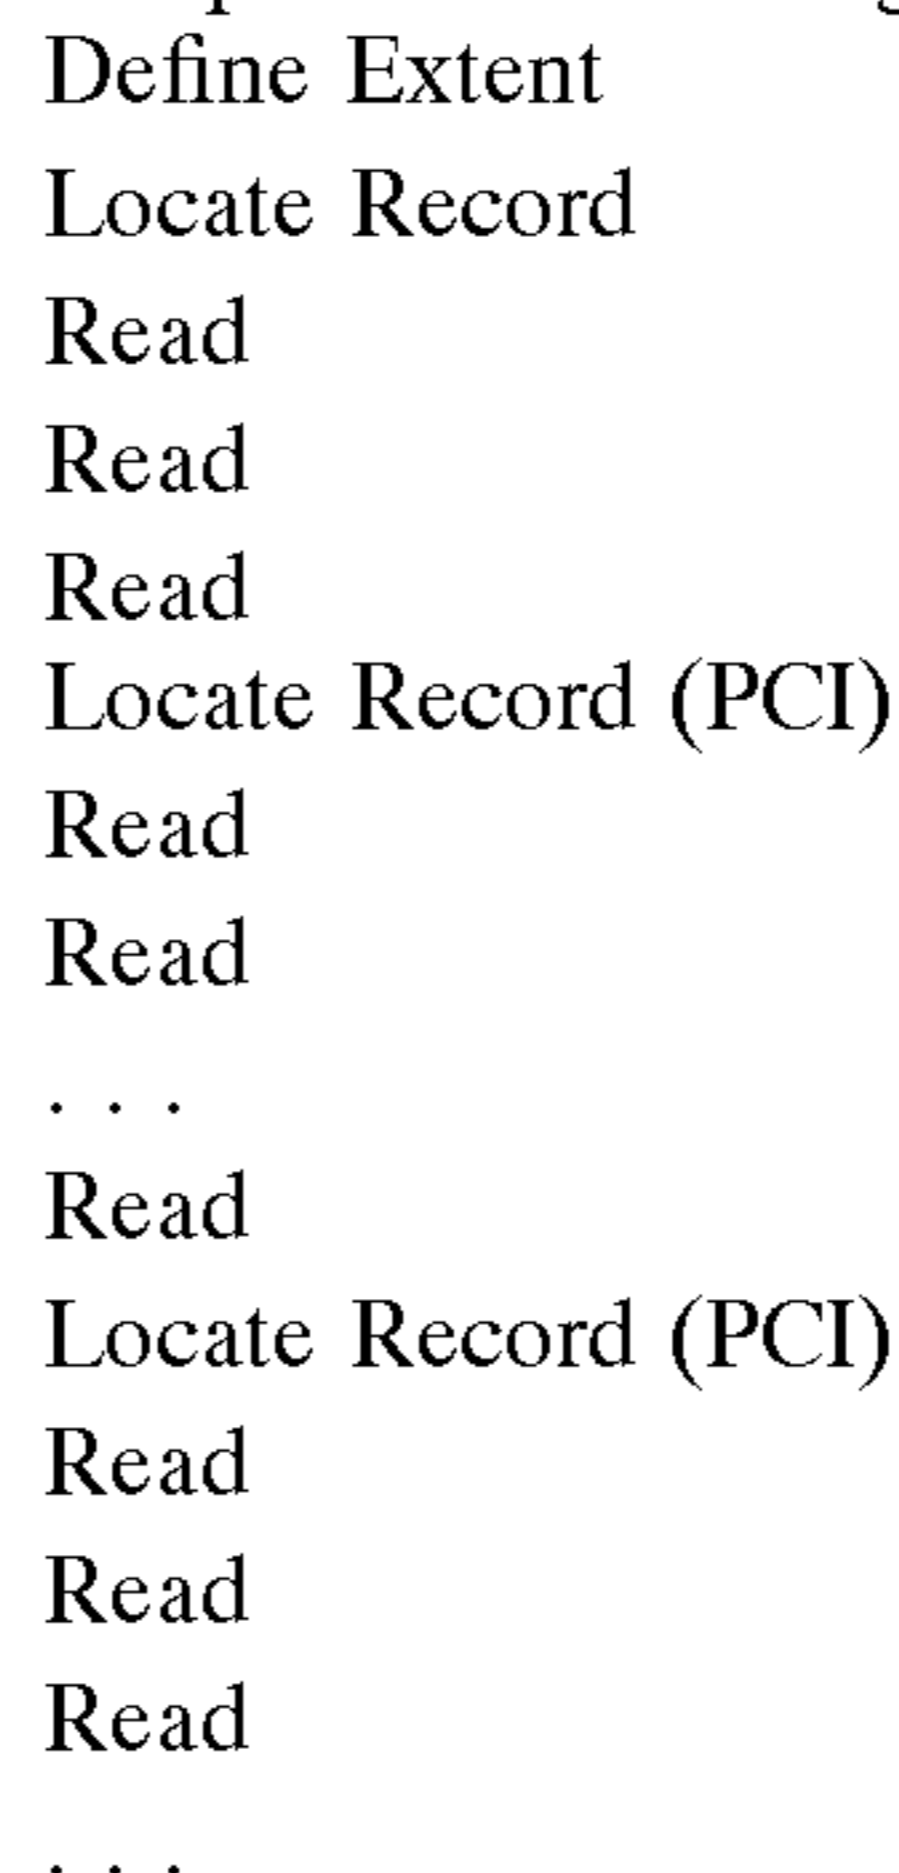 Define Extent
Locate Record
Read
Read
Read
Locate Record (PCI)
Read
Read
. . .
Read
Locate Record (PCI)
Read
Read
Read
. . .